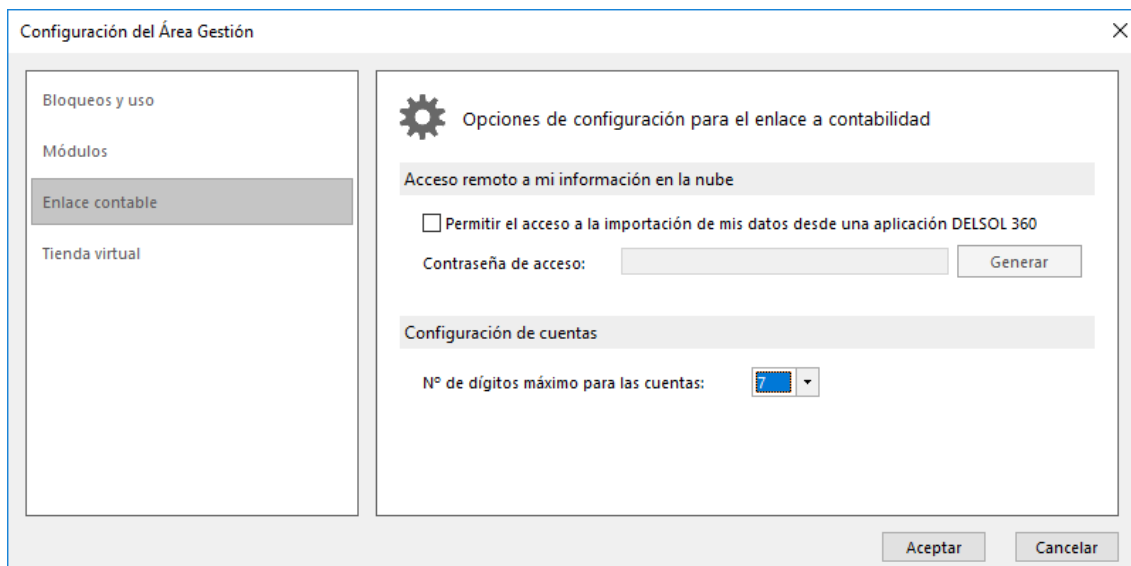 Configuración del Área Gestión
Bloqueos y uso
Módulos
Enlace contable
Tienda virtual
Opciones de configuración para el enlace a contabilidad
Acceso remoto a mi información en la nube
Permitir el acceso a la importación de mis datos desde una aplicación DELSOL 360
Contraseña de acceso:
Generar
Configuración de cuentas
Nº de dígitos máximo para las cuentas: 7
Aceptar Cancelar